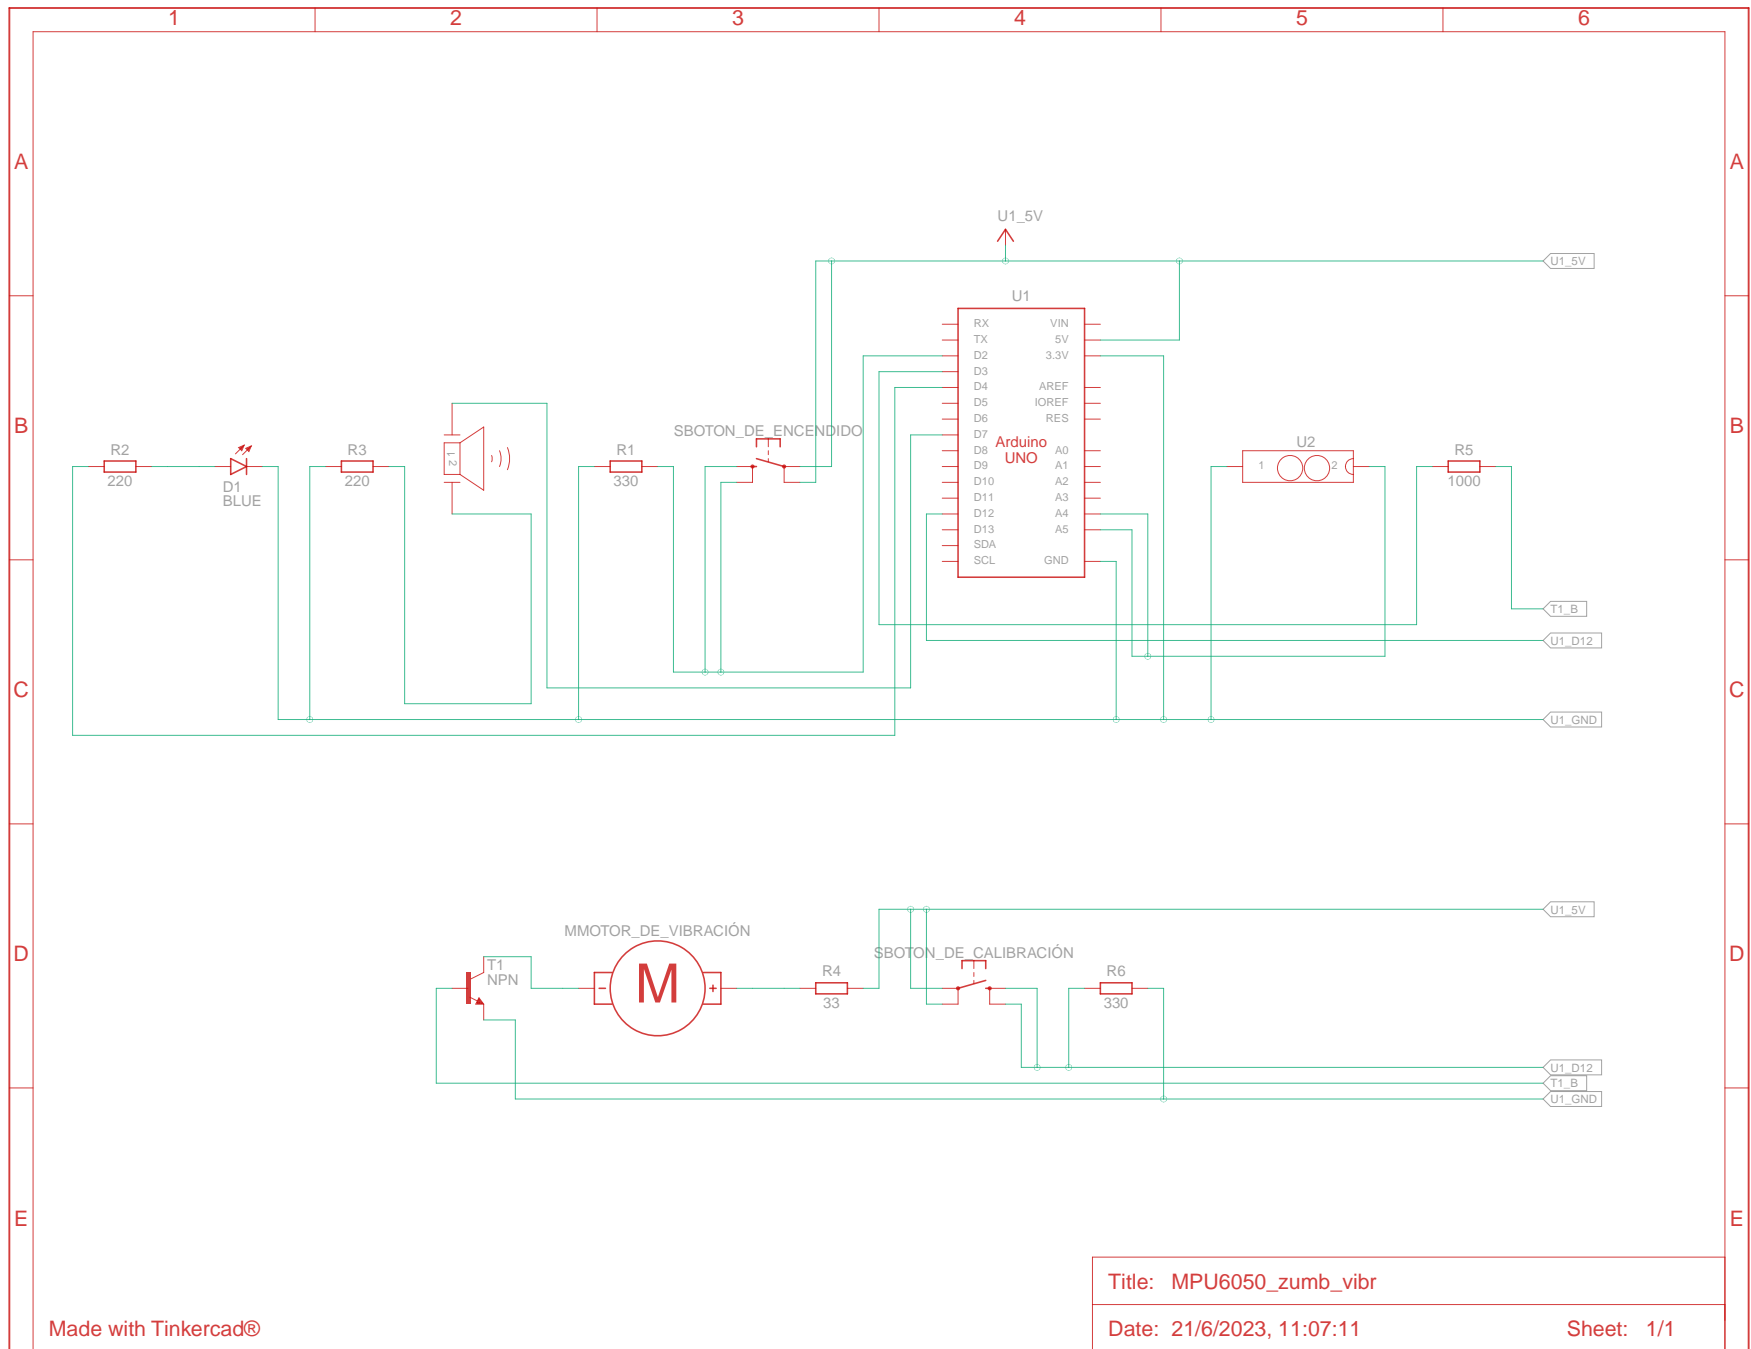 1 2 3 4 5 6
A A
U1_5V
U1_5V
U1
RX VIN
TX 5V
D2 3.3V
D3
D4 AREF
D5 IOREF
D6 RES
D7
D8 A0
D9 A1
D10 A2
D11 A3
D12 A4
D13 A5
SDA
SCL GND
Arduino
UNO
B B
R2
220
D1
BLUE
R3
220
1 2
R1
330
SBOTON_DE_ENCENDIDO
U2
1 2
R5
1000
T1_B
U1_D12
C C
U1_GND
U1_5V
D D
T1
NPN
MMOTOR_DE_VIBRACIÓN
- M +
R4
33
SBOTON_DE_CALIBRACIÓN
R6
330
U1_D12
T1_B
U1_GND
E E
Title: MPU6050_zumb_vibr
Made with Tinkercad®
Date: 21/6/2023, 11:07:11 Sheet: 1/1